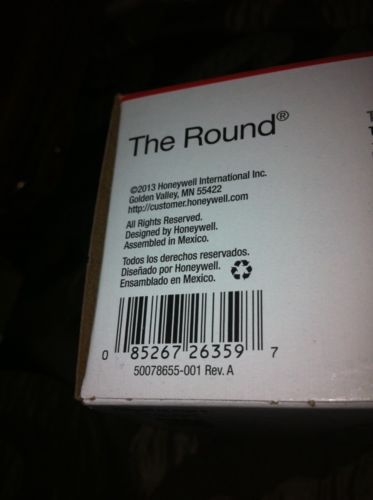 The Round®
©2013 Honeywell International Inc.
Golden Valley, MN 55422
http://customer.honeywell.com
All Rights Reserved.
Designed by Honeywell.
Assembled in Mexico.
Todos los derechos reservados.
Diseñado por Honeywell.
Ensamblado en Mexico.
0 85267 26359 7
50078655-001 Rev. A